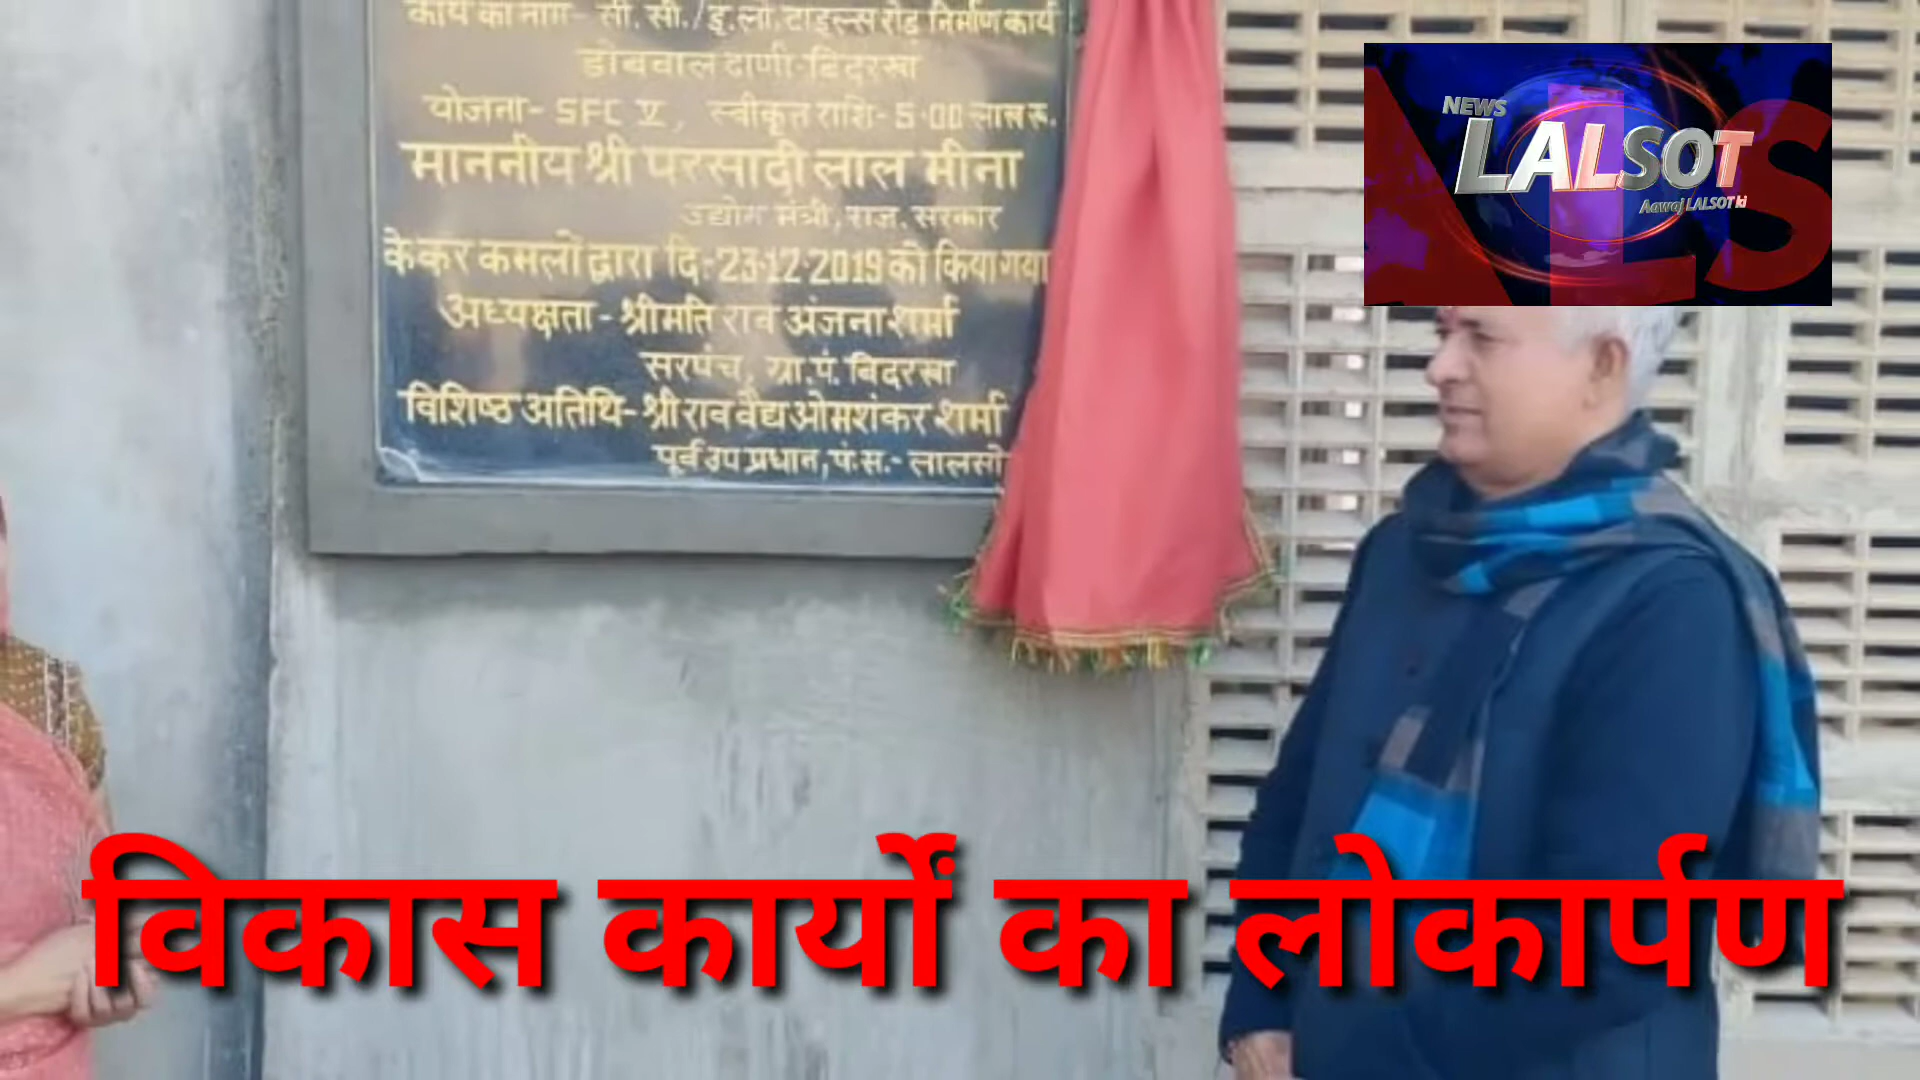 कार्य का नाम- सी.सी./इ.लो.टाइल्स रोड़ निर्माण कार्य
डोबवाल ढाणी-बिदरखां
योजना- SFC V, स्वीकृत राशि- 5.00 लाख रू.
माननीय श्री परसादी लाल मीना
उद्योग मंत्री, राज. सरकार
के कर कमलों द्वारा दि.-23-12-2019 को किया गया
अध्यक्षता - श्रीमति राव अंजना शर्मा
सरपंच, ग्रा.पं. बिदरखा
विशिष्ठ अतिथि- श्री राव वैद्य ओमशंकर शर्मा
पूर्व उप प्रधान, पं.स.- लालसो
NEWS
LALSOT
Aawaj LALSOT ki
ALS
विकास कार्यों का लोकार्पण